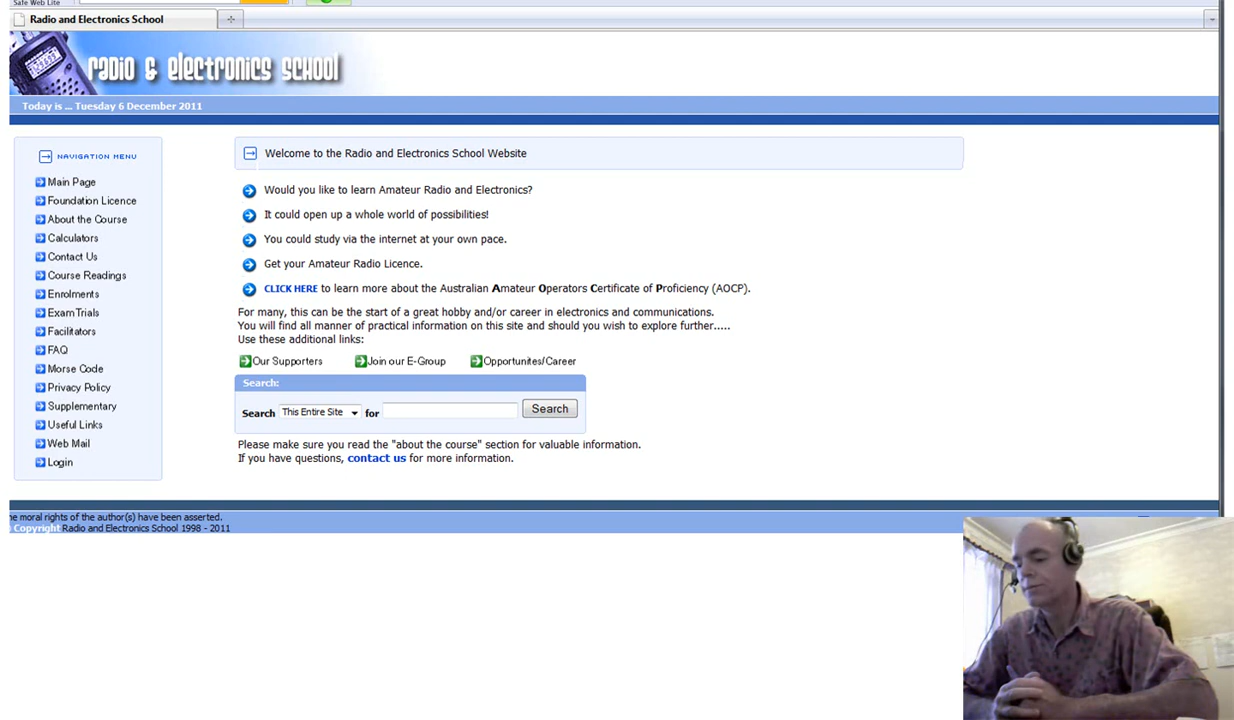 Safe Web Lite
Radio and Electronics School
radio & electronics school
Today is ... Tuesday 6 December 2011
NAVIGATION MENU
Main Page
Foundation Licence
About the Course
Calculators
Contact Us
Course Readings
Enrolments
Exam Trials
Facilitators
FAQ
Morse Code
Privacy Policy
Supplementary
Useful Links
Web Mail
Login
Welcome to the Radio and Electronics School Website
Would you like to learn Amateur Radio and Electronics?
It could open up a whole world of possibilities!
You could study via the internet at your own pace.
Get your Amateur Radio Licence.
CLICK HERE to learn more about the Australian Amateur Operators Certificate of Proficiency (AOCP).
For many, this can be the start of a great hobby and/or career in electronics and communications.
You will find all manner of practical information on this site and should you wish to explore further.....
Use these additional links:
Our Supporters Join our E-Group Opportunites/Career
Search:
Search This Entire Site for Search
Please make sure you read the "about the course" section for valuable information.
If you have questions, contact us for more information.
he moral rights of the author(s) have been asserted.
© Copyright Radio and Electronics School 1998 - 2011